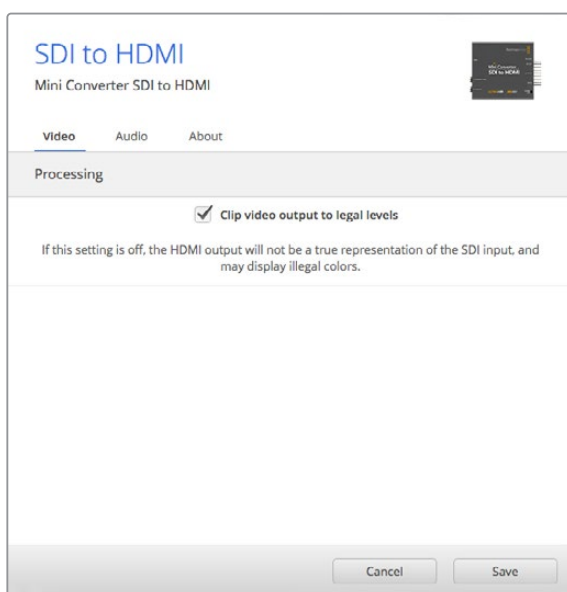 SDI to HDMI
Mini Converter SDI to HDMI
Video Audio About
Processing
Clip video output to legal levels
If this setting is off, the HDMI output will not be a true representation of the SDI input, and
may display illegal colors.
Cancel Save